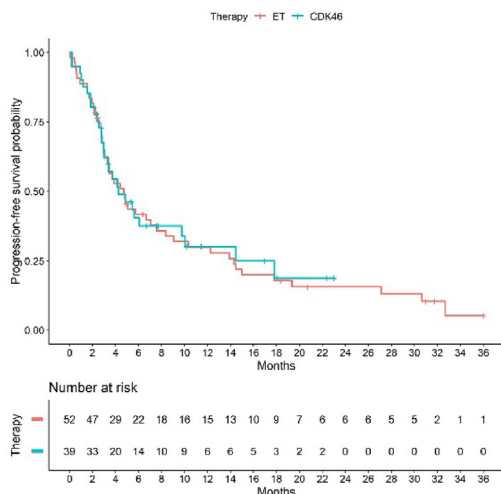 Therapy ET CDK46
1.00
0.75
0.50
0.25
0.00
Progression-free survival probability
0 2 4 6 8 10 12 14 16 18 20 22 24 26 28 30 32 34 36
Months
Number at risk
Therapy
52 47 29 22 18 16 15 13 10 9 7 6 6 6 5 5 2 1 1
39 33 20 14 10 9 6 6 5 3 2 2 0 0 0 0 0 0 0
0 2 4 6 8 10 12 14 16 18 20 22 24 26 28 30 32 34 36
Months